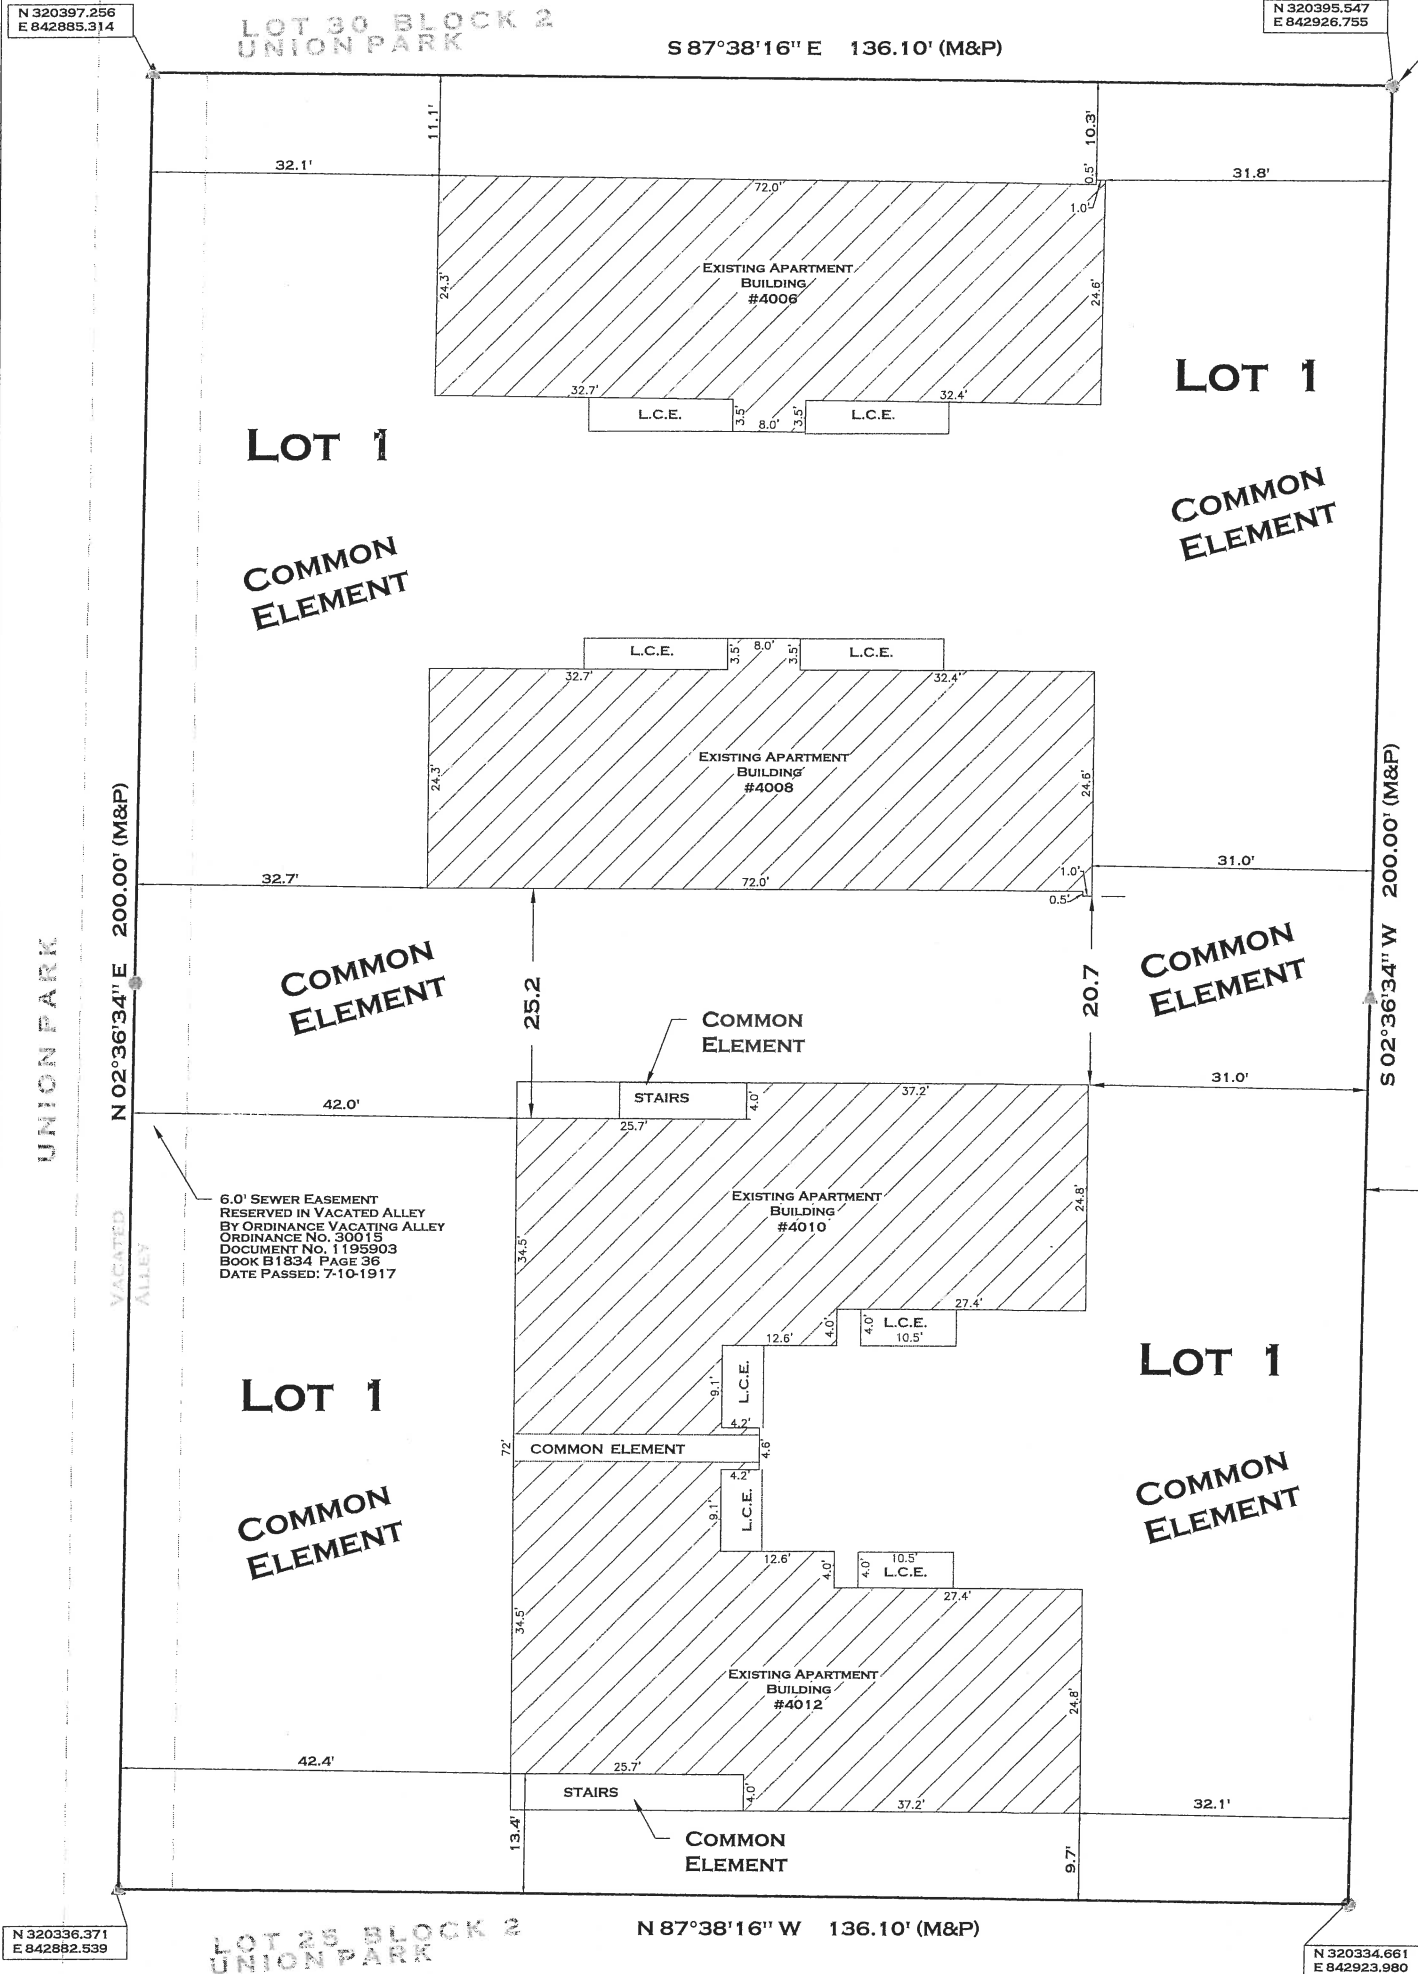 N 320397.256
E 842885.314
LOT 30 BLOCK 2
UNION PARK
S 87°38'16" E 136.10' (M&P)
N 320395.547
E 842926.755
11.1'
10.3'
32.1'
72.0'
0.5'
1.0'
31.8'
EXISTING APARTMENT
BUILDING
#4006
24.3'
24.6'
LOT 1
32.7'
32.4'
L.C.E.
3.5'
8.0'
3.5'
L.C.E.
LOT 1
COMMON
ELEMENT
COMMON
ELEMENT
L.C.E.
3.5'
8.0'
3.5'
L.C.E.
32.7'
32.4'
EXISTING APARTMENT
BUILDING
#4008
24.3'
24.6'
N 02°36'34" E 200.00' (M&P)
S 02°36'34" W 200.00' (M&P)
32.7'
72.0'
1.0'
0.5'
31.0'
UNION PARK
COMMON
ELEMENT
25.2
20.7
COMMON
ELEMENT
COMMON
ELEMENT
STAIRS
4.0'
37.2'
31.0'
42.0'
25.7'
6.0' SEWER EASEMENT
RESERVED IN VACATED ALLEY
BY ORDINANCE VACATING ALLEY
ORDINANCE NO. 30015
DOCUMENT NO. 1195903
BOOK B1834 PAGE 36
DATE PASSED: 7-10-1917
VACATED
ALLEY
EXISTING APARTMENT
BUILDING
#4010
34.5'
24.8'
27.4'
12.6'
4.0'
4.0'
L.C.E.
10.5'
LOT 1
LOT 1
9.1'
L.C.E.
4.2'
72'
COMMON ELEMENT
4.6'
4.2'
9.1'
L.C.E.
COMMON
ELEMENT
COMMON
ELEMENT
12.6'
4.0'
4.0'
10.5'
L.C.E.
27.4'
34.5'
EXISTING APARTMENT
BUILDING
#4012
24.8'
42.4'
25.7'
STAIRS
4.0'
37.2'
32.1'
13.4'
COMMON
ELEMENT
9.7'
N 320336.371
E 842882.539
LOT 25 BLOCK 2
UNION PARK
N 87°38'16" W 136.10' (M&P)
N 320334.661
E 842923.980